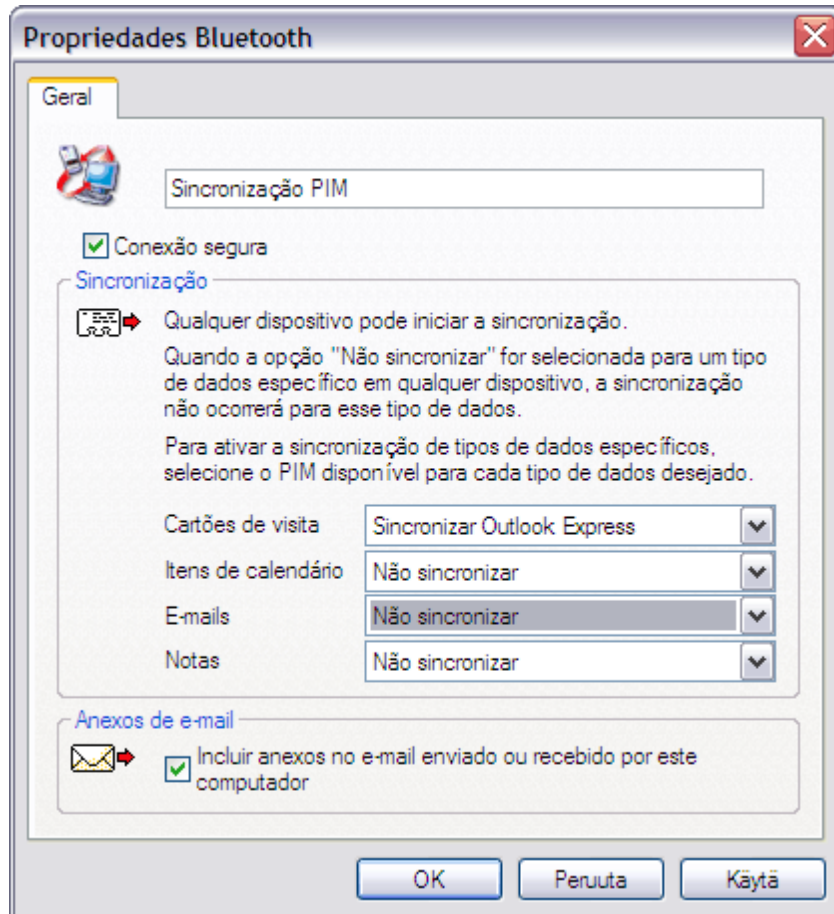 Propriedades Bluetooth
Geral
Sincronização PIM
Conexão segura
Sincronização
Qualquer dispositivo pode iniciar a sincronização.
Quando a opção "Não sincronizar" for selecionada para um tipo
de dados específico em qualquer dispositivo, a sincronização
não ocorrerá para esse tipo de dados.
Para ativar a sincronização de tipos de dados específicos,
selecione o PIM disponível para cada tipo de dados desejado.
Cartões de visita Sincronizar Outlook Express
Itens de calendário Não sincronizar
E-mails Não sincronizar
Notas Não sincronizar
Anexos de e-mail
Incluir anexos no e-mail enviado ou recebido por este
computador
OK Peruuta Käytä